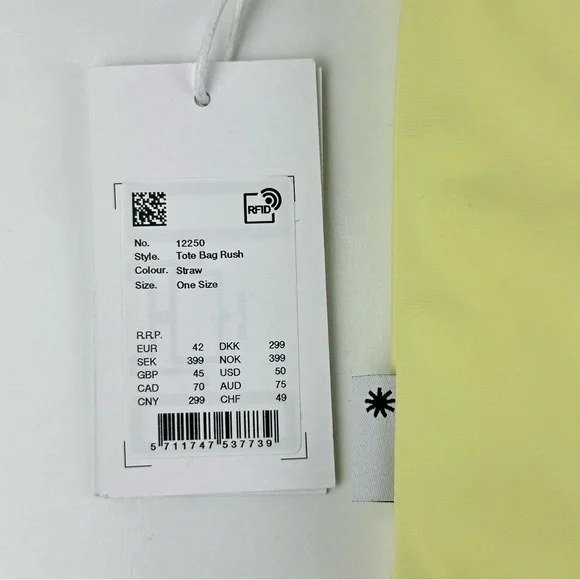 RFID
No. 12250
Style. Tote Bag Rush
Colour. Straw
Size. One Size
R.R.P.
EUR 42 DKK 299
SEK 399 NOK 399
GBP 45 USD 50
CAD 70 AUD 75
CNY 299 CHF 49
5 711747 537739